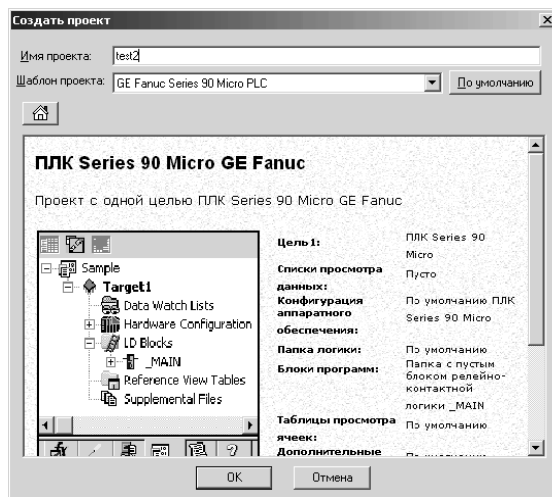 Создать проект
Имя проекта: test2
Шаблон проекта: GE Fanuc Series 90 Micro PLC По умолчанию
ПЛК Series 90 Micro GE Fanuc
Проект с одной целью ПЛК Series 90 Micro GE Fanuc
Sample
Target1
Data Watch Lists
Hardware Configuration
LD Blocks
_MAIN
Reference View Tables
Supplemental Files
Цель1: ПЛК Series 90
Micro
Списки просмотра
данных: Пусто
Конфигурация
аппаратного
обеспечения: По умолчанию ПЛК
Series 90 Micro
Папка логики: По умолчанию
Блоки программ: Папка с пустым
блоком релейно-
контактной
логики _MAIN
Таблицы просмотра
ячеек: По умолчанию
Дополнительные
OK Отмена